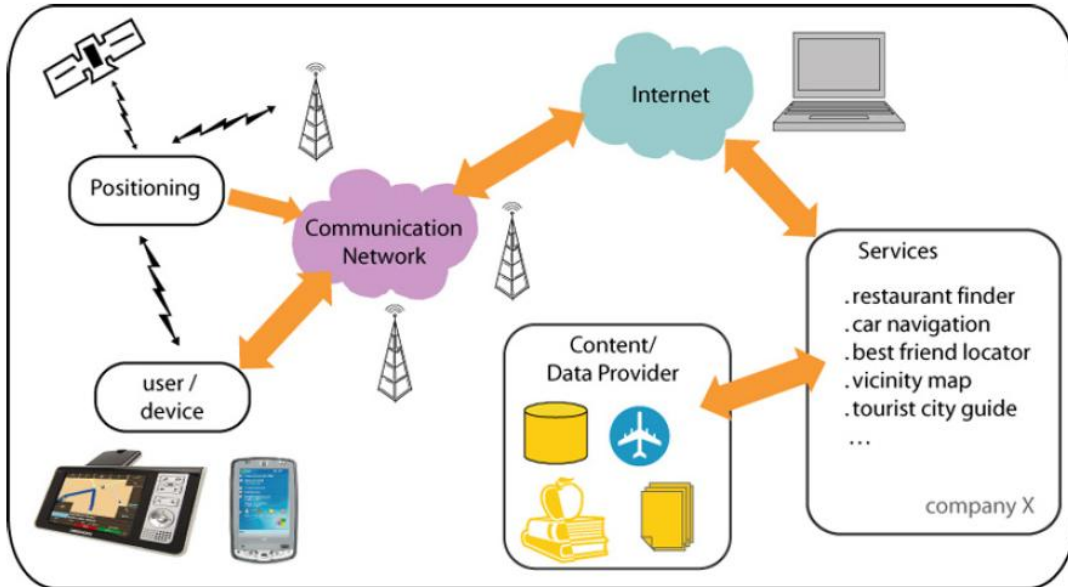 Internet
Positioning
Communication
Network
Services
.restaurant finder
.car navigation
.best friend locator
.vicinity map
.tourist city guide
...
company X
Content/
Data Provider
user /
device